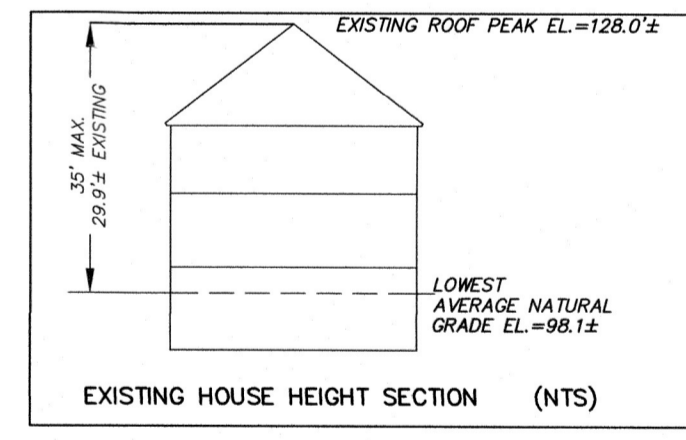 EXISTING ROOF PEAK EL.=128.0'±
35' MAX.
29.9'± EXISTING
LOWEST
AVERAGE NATURAL
GRADE EL.=98.1±
EXISTING HOUSE HEIGHT SECTION (NTS)